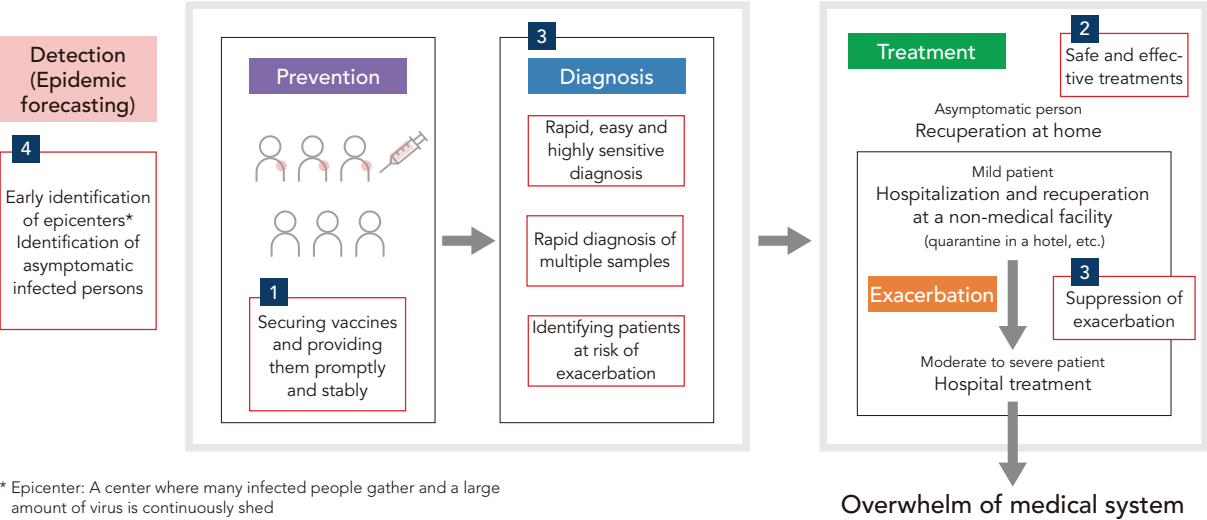 Detection
(Epidemic
forecasting)
4
Early identification
of epicenters*
Identification of
asymptomatic
infected persons
Prevention
1
Securing vaccines
and providing
them promptly
and stably
3
Diagnosis
Rapid, easy and
highly sensitive
diagnosis
Rapid diagnosis of
multiple samples
Identifying patients
at risk of
exacerbation
Treatment
2
Safe and effec-
tive treatments
Asymptomatic person
Recuperation at home
Mild patient
Hospitalization and recuperation
at a non-medical facility
(quarantine in a hotel, etc.)
Exacerbation
3
Suppression of
exacerbation
Moderate to severe patient
Hospital treatment
Overwhelm of medical system
* Epicenter: A center where many infected people gather and a large
amount of virus is continuously shed